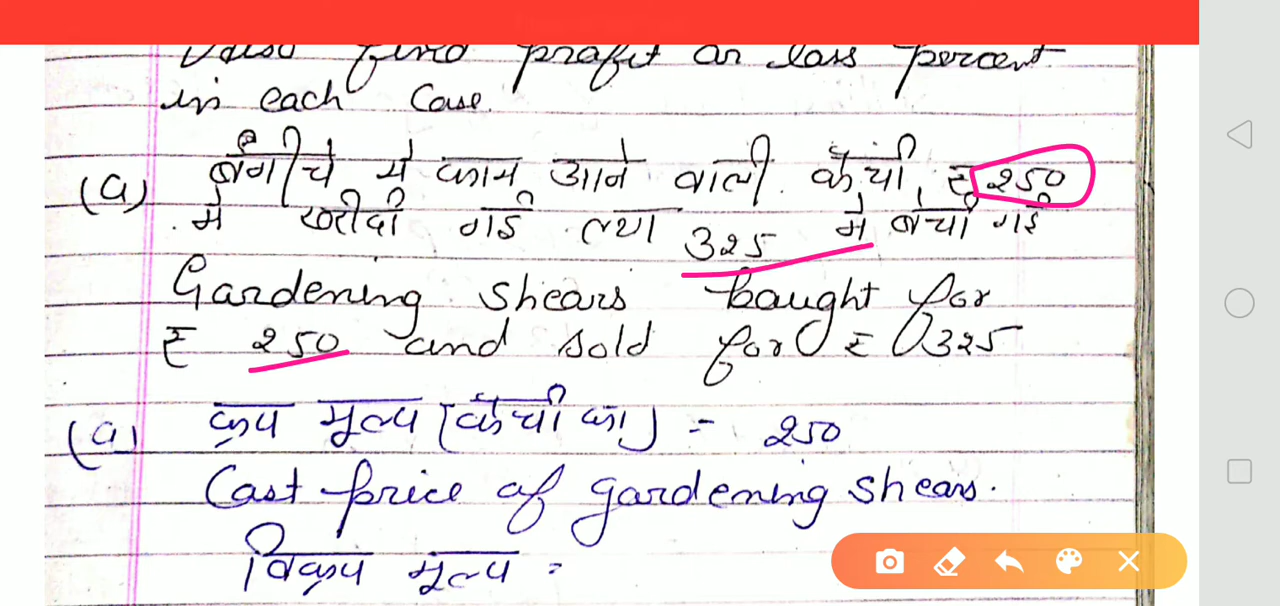 also find profit or loss percent
in each Case.
(a) बगीचे में काम आने वाली कैंची ₹ 250
में खरीदी गई तथा 325 में बेची गई
Gardening shears bought for
₹ 250 and sold for ₹ 325
(a) क्रय मूल्य [कैंची का] = 250
Cost price of gardening shears.
विक्रय मूल्य =